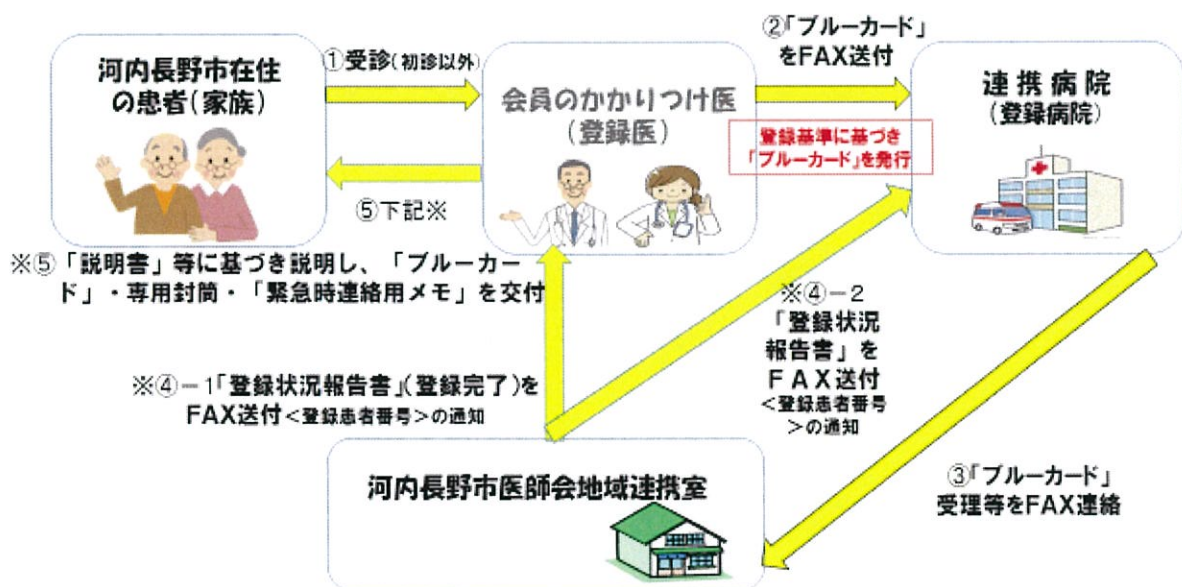 河内長野市在住
の患者(家族)
①受診(初診以外)
会員のかかりつけ医
(登録医)
②「ブルーカード」
をFAX送付
連携病院
(登録病院)
登録基準に基づき
「ブルーカード」を発行
⑤下記※
※⑤「説明書」等に基づき説明し、「ブルーカー
ド」・専用封筒・「緊急時連絡用メモ」を交付
※④-1「登録状況報告書」(登録完了)を
FAX送付<登録患者番号>の通知
※④-2
「登録状況
報告書」を
FAX送付
<登録患者番号
>の通知
③「ブルーカード」
受理等をFAX連絡
河内長野市医師会地域連携室